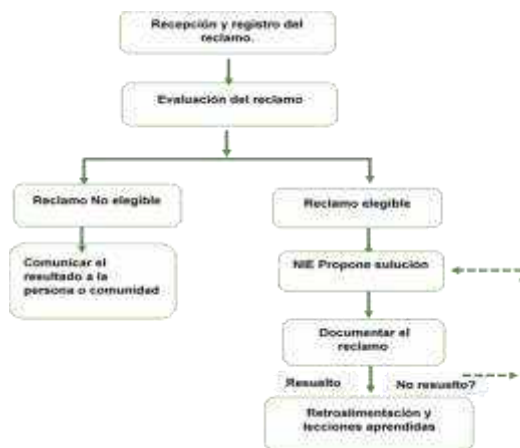 Recepción y registro del
reclamo.
Evaluación del reclamo
Reclamo No elegible
Reclamo elegible
Comunicar el
resultado a la
persona o comunidad
NIE Propone solución
Documentar el
reclamo
Resuelto
No resuelto?
Retroalimentación y
lecciones aprendidas